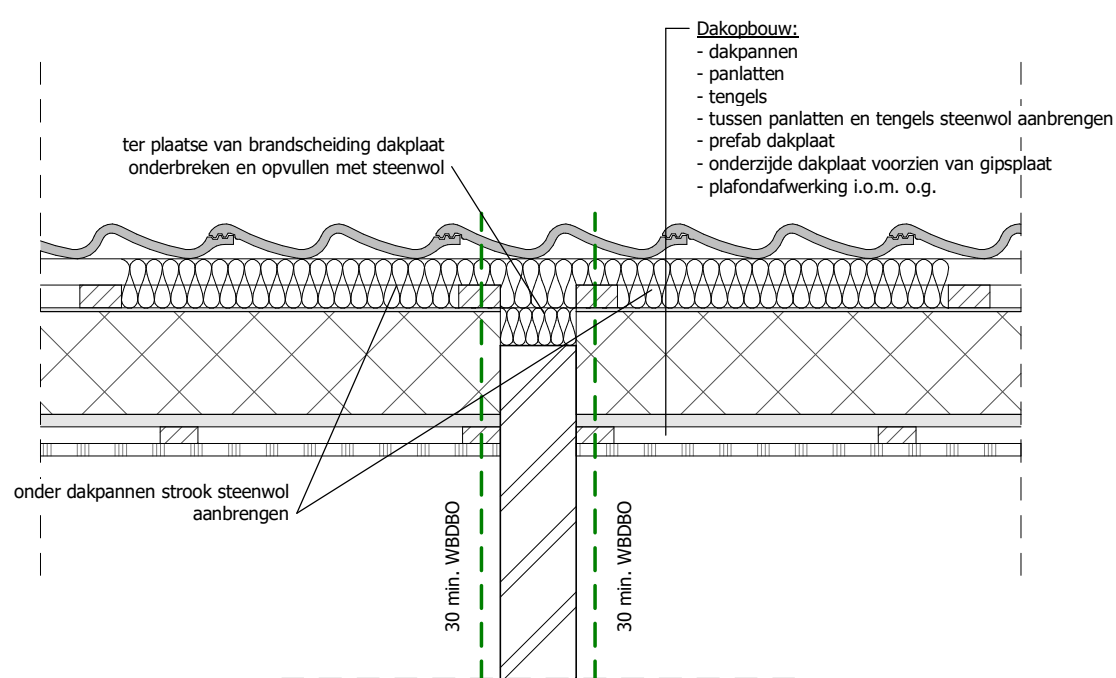 Dakopbouw:
- dakpannen
- panlatten
- tengels
- tussen panlatten en tengels steenwol aanbrengen
- prefab dakplaat
- onderzijde dakplaat voorzien van gipsplaat
- plafondafwerking i.o.m. o.g.
ter plaatse van brandscheiding dakplaat
onderbreken en opvullen met steenwol
onder dakpannen strook steenwol
aanbrengen
30 min. WBDBO
30 min. WBDBO